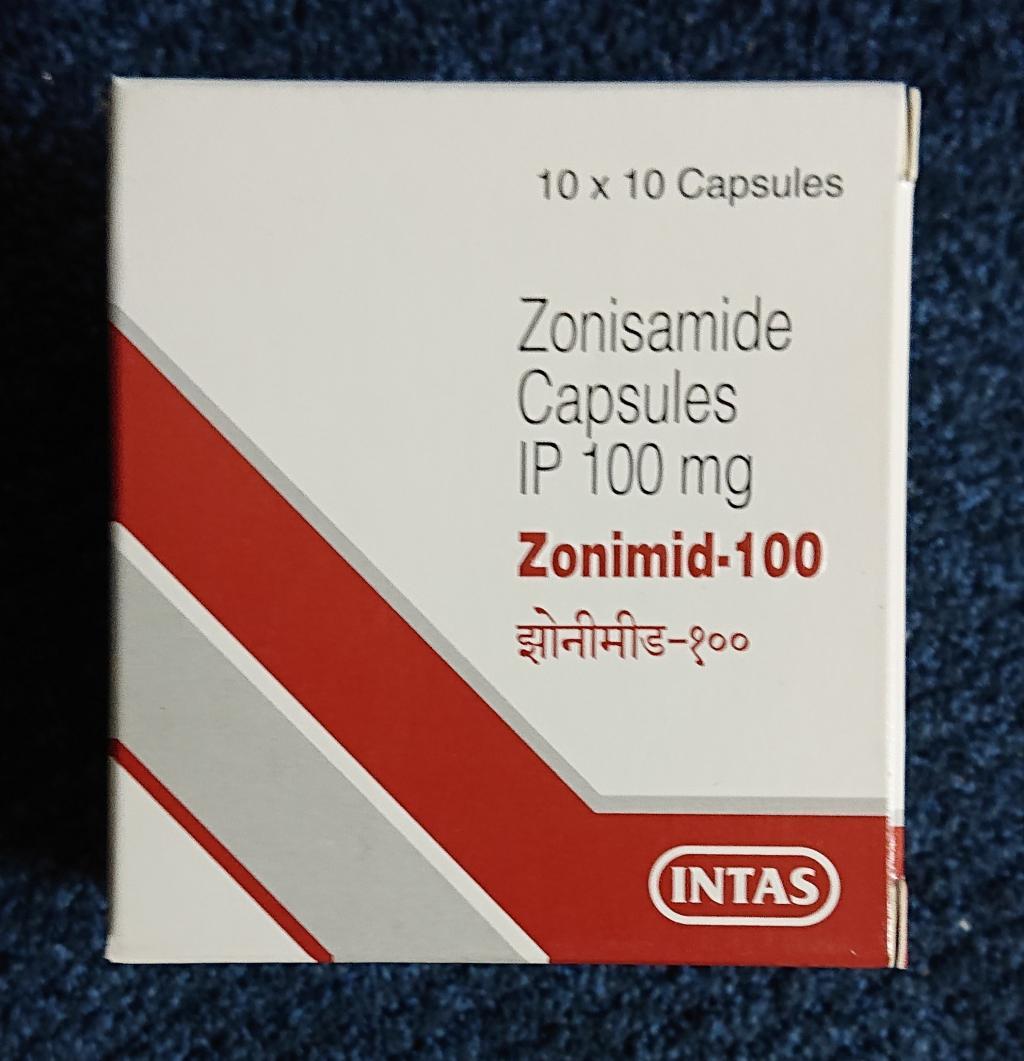 10 x 10 Capsules
Zonisamide
Capsules
IP 100 mg
Zonimid-100
झोनीमीड-१००
INTAS